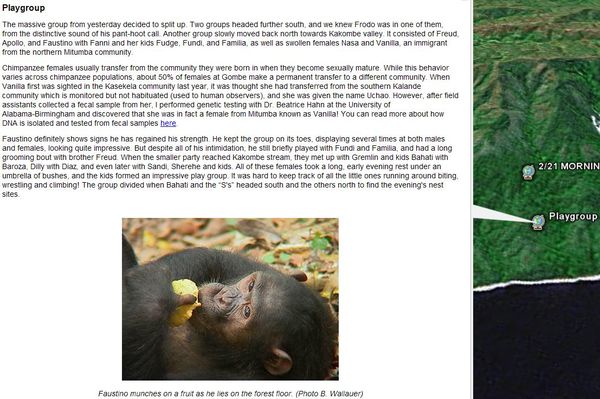 Playgroup
The massive group from yesterday decided to split up. Two groups headed further south, and we knew Frodo was in one of them,
from the distinctive sound of his pant-hoot call. Another group slowly moved back north towards Kakombe valley. It consisted of Freud,
Apollo, and Faustino with Fanni and her kids Fudge, Fundi, and Familia, as well as swollen females Nasa and Vanilla, an immigrant
from the northern Mitumba community.
Chimpanzee females usually transfer from the community they were born in when they become sexually mature. While this behavior
varies across chimpanzee populations, about 50% of females at Gombe make a permanent transfer to a different community. When
Vanilla first was sighted in the Kasekela community last year, it was thought she had transferred from the southern Kalande
community which is monitored but not habituated (used to human observers), and she was given the name Uchao. However, after field
assistants collected a fecal sample from her, I performed genetic testing with Dr. Beatrice Hahn at the University of
Alabama-Birmingham and discovered that she was in fact a female from Mitumba known as Vanilla! You can read more about how
DNA is isolated and tested from fecal samples here.
Faustino definitely shows signs he has regained his strength. He kept the group on its toes, displaying several times at both males
and females, looking quite impressive. But despite all of his intimidation, he still briefly played with Fundi and Familia, and had a long
grooming bout with brother Freud. When the smaller party reached Kakombe stream, they met up with Gremlin and kids Bahati with
Baroza, Dilly with Diaz, and even later with Sandi, Sherehe and kids. All of these females took a long, early evening rest under an
umbrella of bushes, and the kids formed an impressive play group. It was hard to keep track of all the little ones running around biting,
wrestling and climbing! The group divided when Bahati and the "S's" headed south and the others north to find the evening's nest
sites.
2/21 MORNIN
Playgroup
Faustino munches on a fruit as he lies on the forest floor. (Photo B. Wallauer)